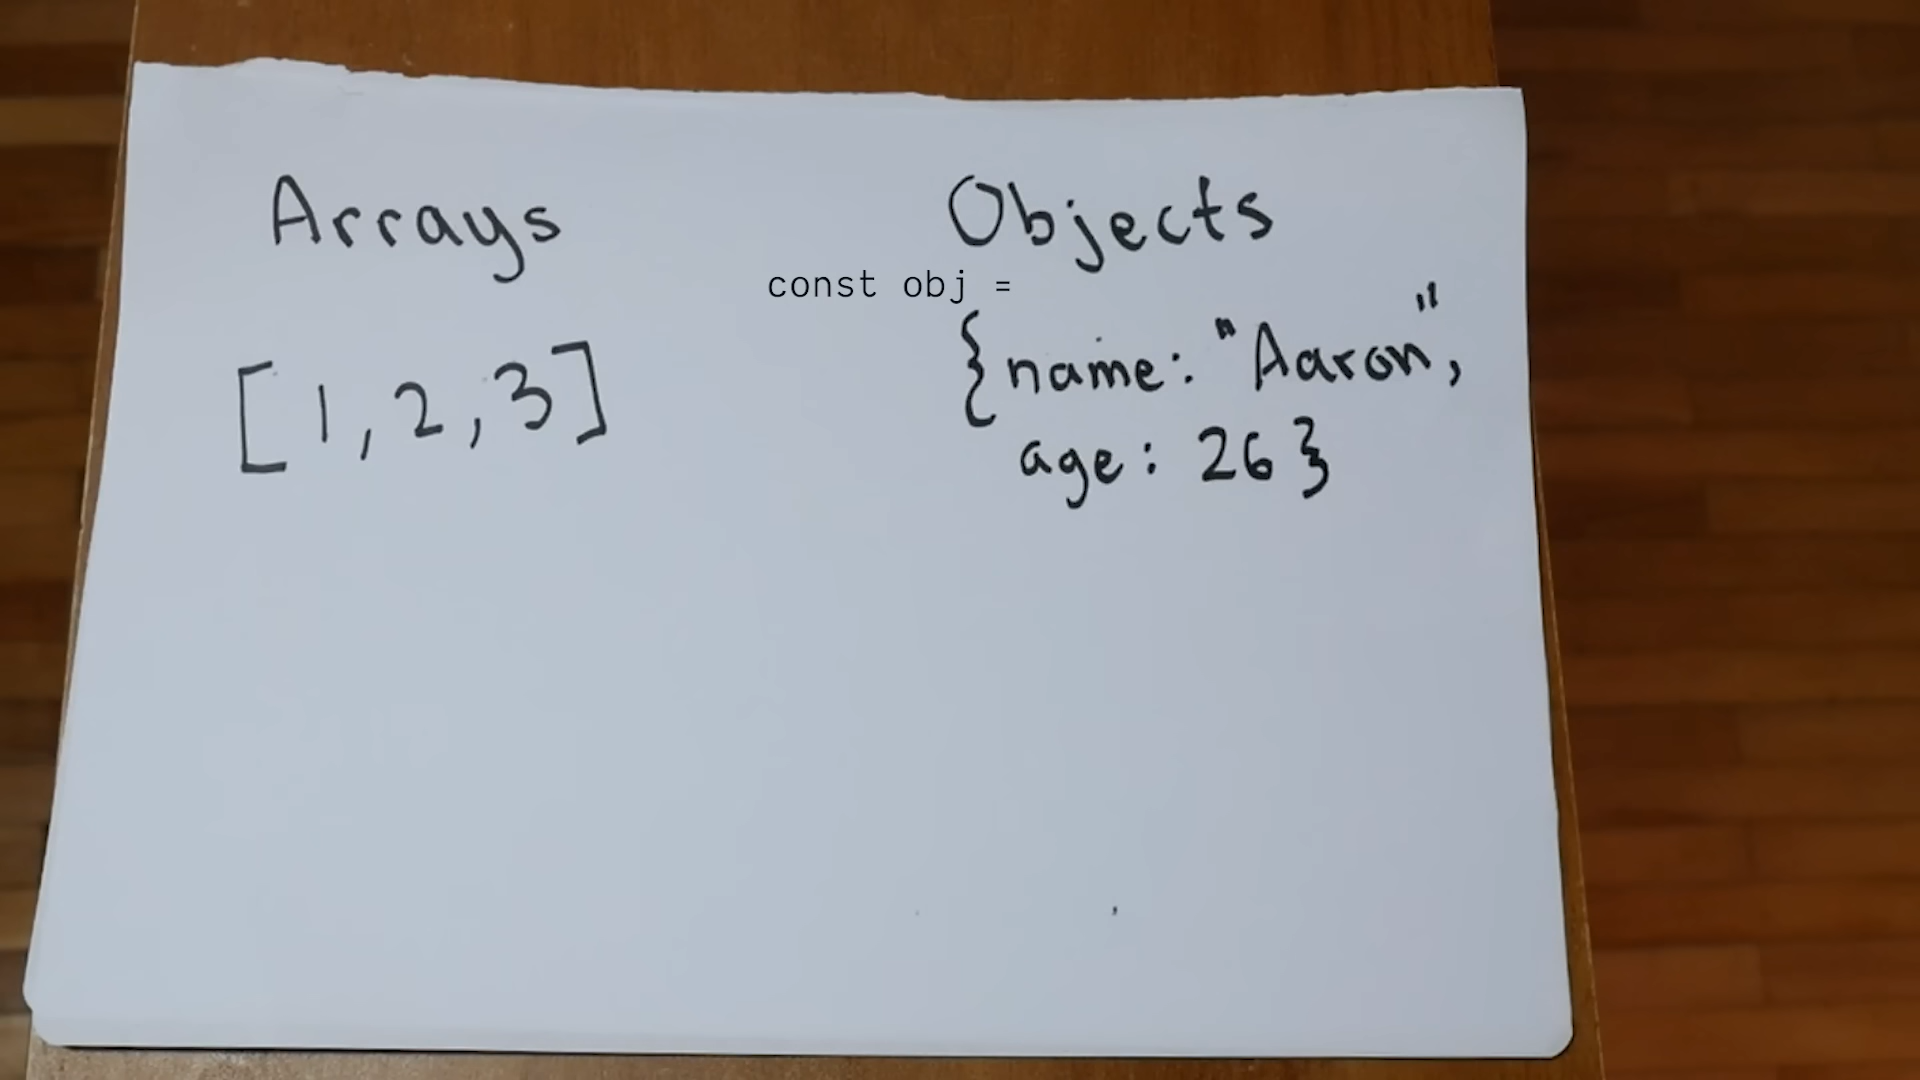 Arrays
[1,2,3]
Objects
const obj =
{name: "Aaron",
age: 26}